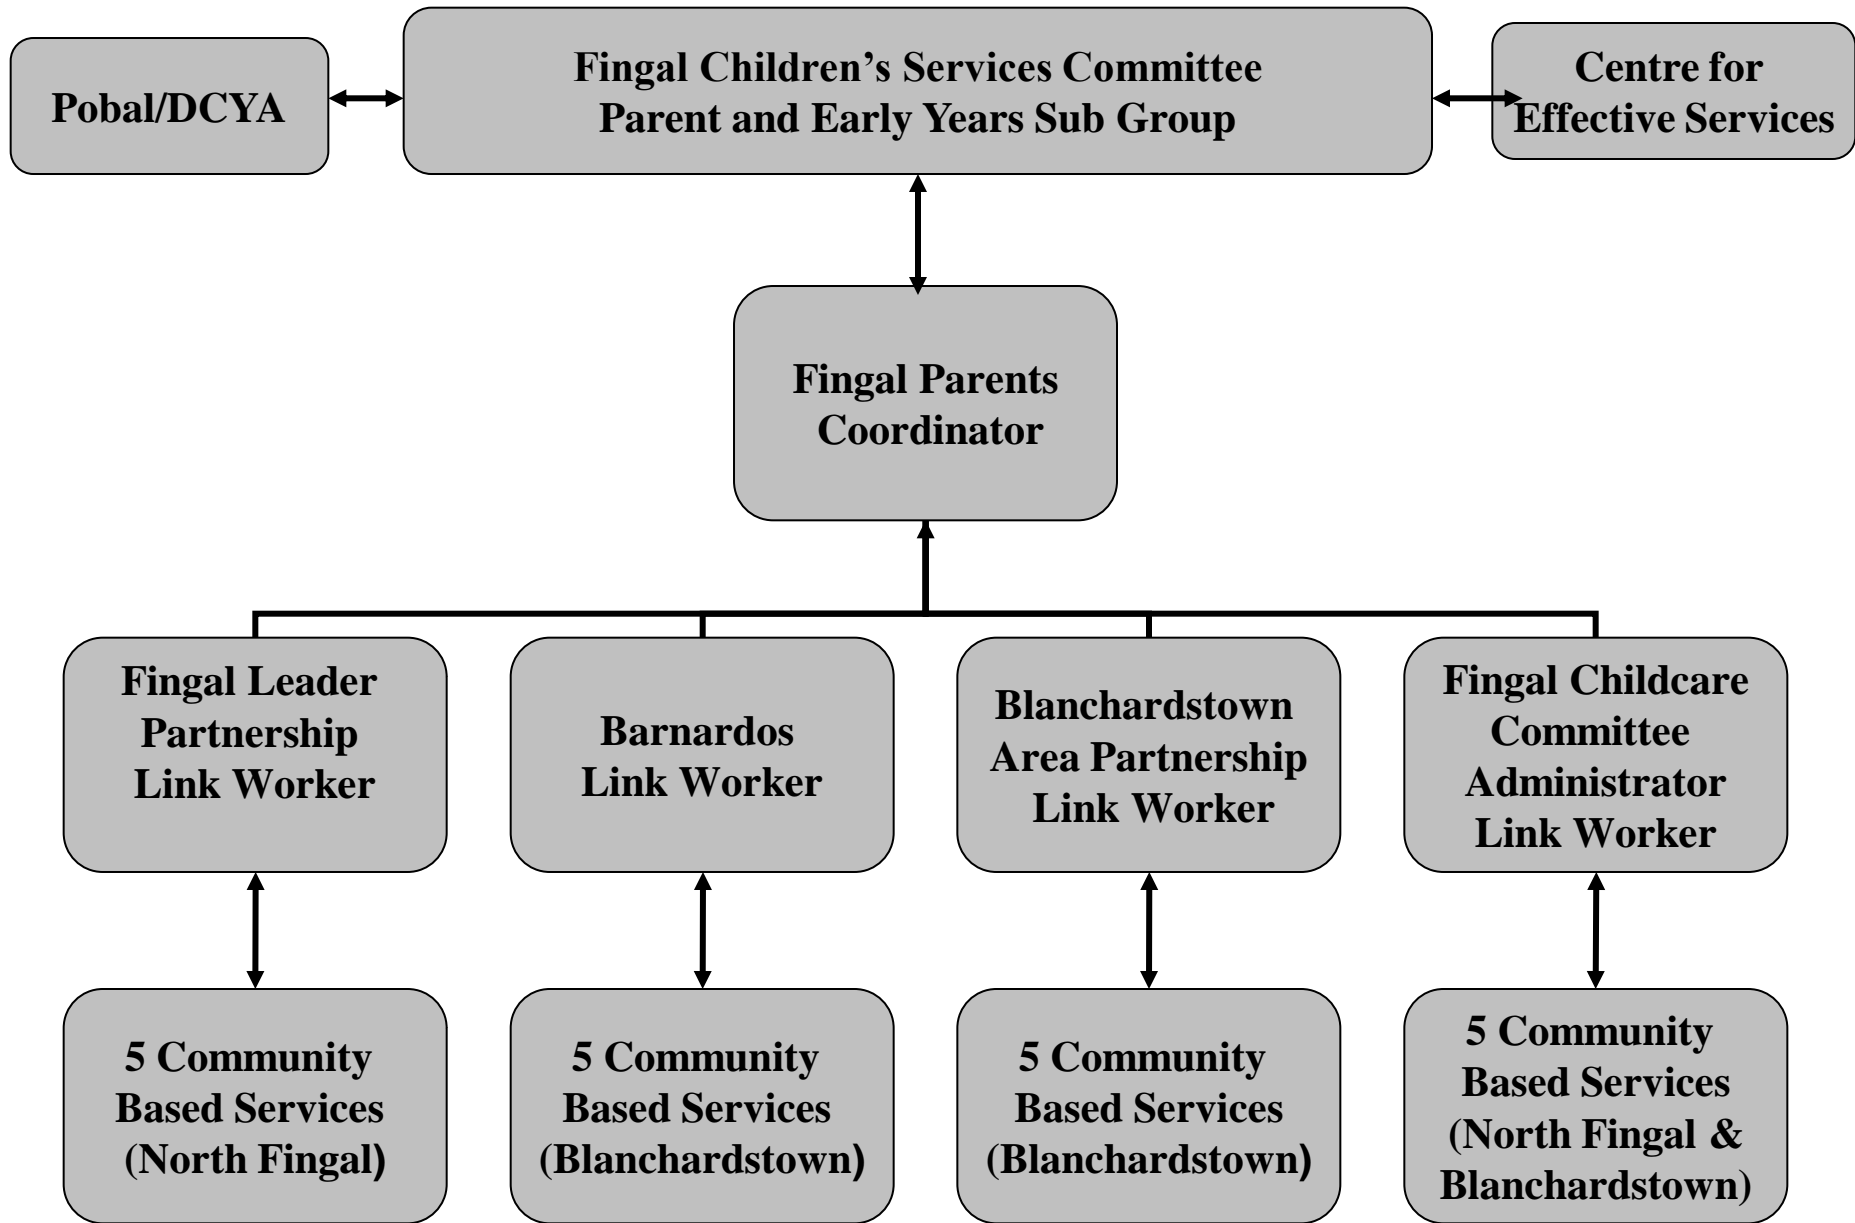 Pobal/DCYA
Fingal Children’s Services Committee
Parent and Early Years Sub Group
Centre for
Effective Services
Fingal Parents
Coordinator
Fingal Leader
Partnership
Link Worker
Barnardos
Link Worker
Blanchardstown
Area Partnership
Link Worker
Fingal Childcare
Committee
Administrator
Link Worker
5 Community
Based Services
(North Fingal)
5 Community
Based Services
(Blanchardstown)
5 Community
Based Services
(Blanchardstown)
5 Community
Based Services
(North Fingal &
Blanchardstown)